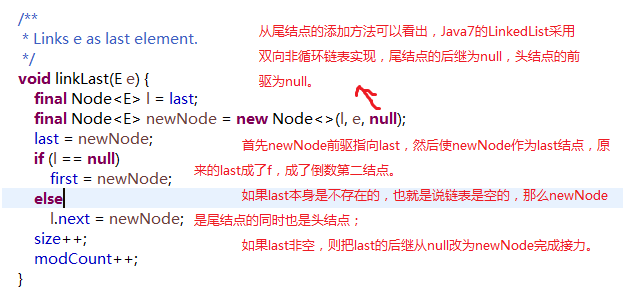 /**
 * Links e as last element.
 */
void linkLast(E e) {
    final Node<E> l = last;
    final Node<E> newNode = new Node<>(l, e, null);
    last = newNode;
    if (l == null)
        first = newNode;
    else
        l.next = newNode;
    size++;
    modCount++;
}
从尾结点的添加方法可以看出，Java7的LinkedList采用
双向非循环链表实现，尾结点的后继为null，头结点的前
驱为null。
首先newNode前驱指向last，然后使newNode作为last结点，原
来的last成了f，成了倒数第二结点。
如果last本身是不存在的，也就是说链表是空的，那么newNode
是尾结点的同时也是头结点；
如果last非空，则把last的后继从null改为newNode完成接力。